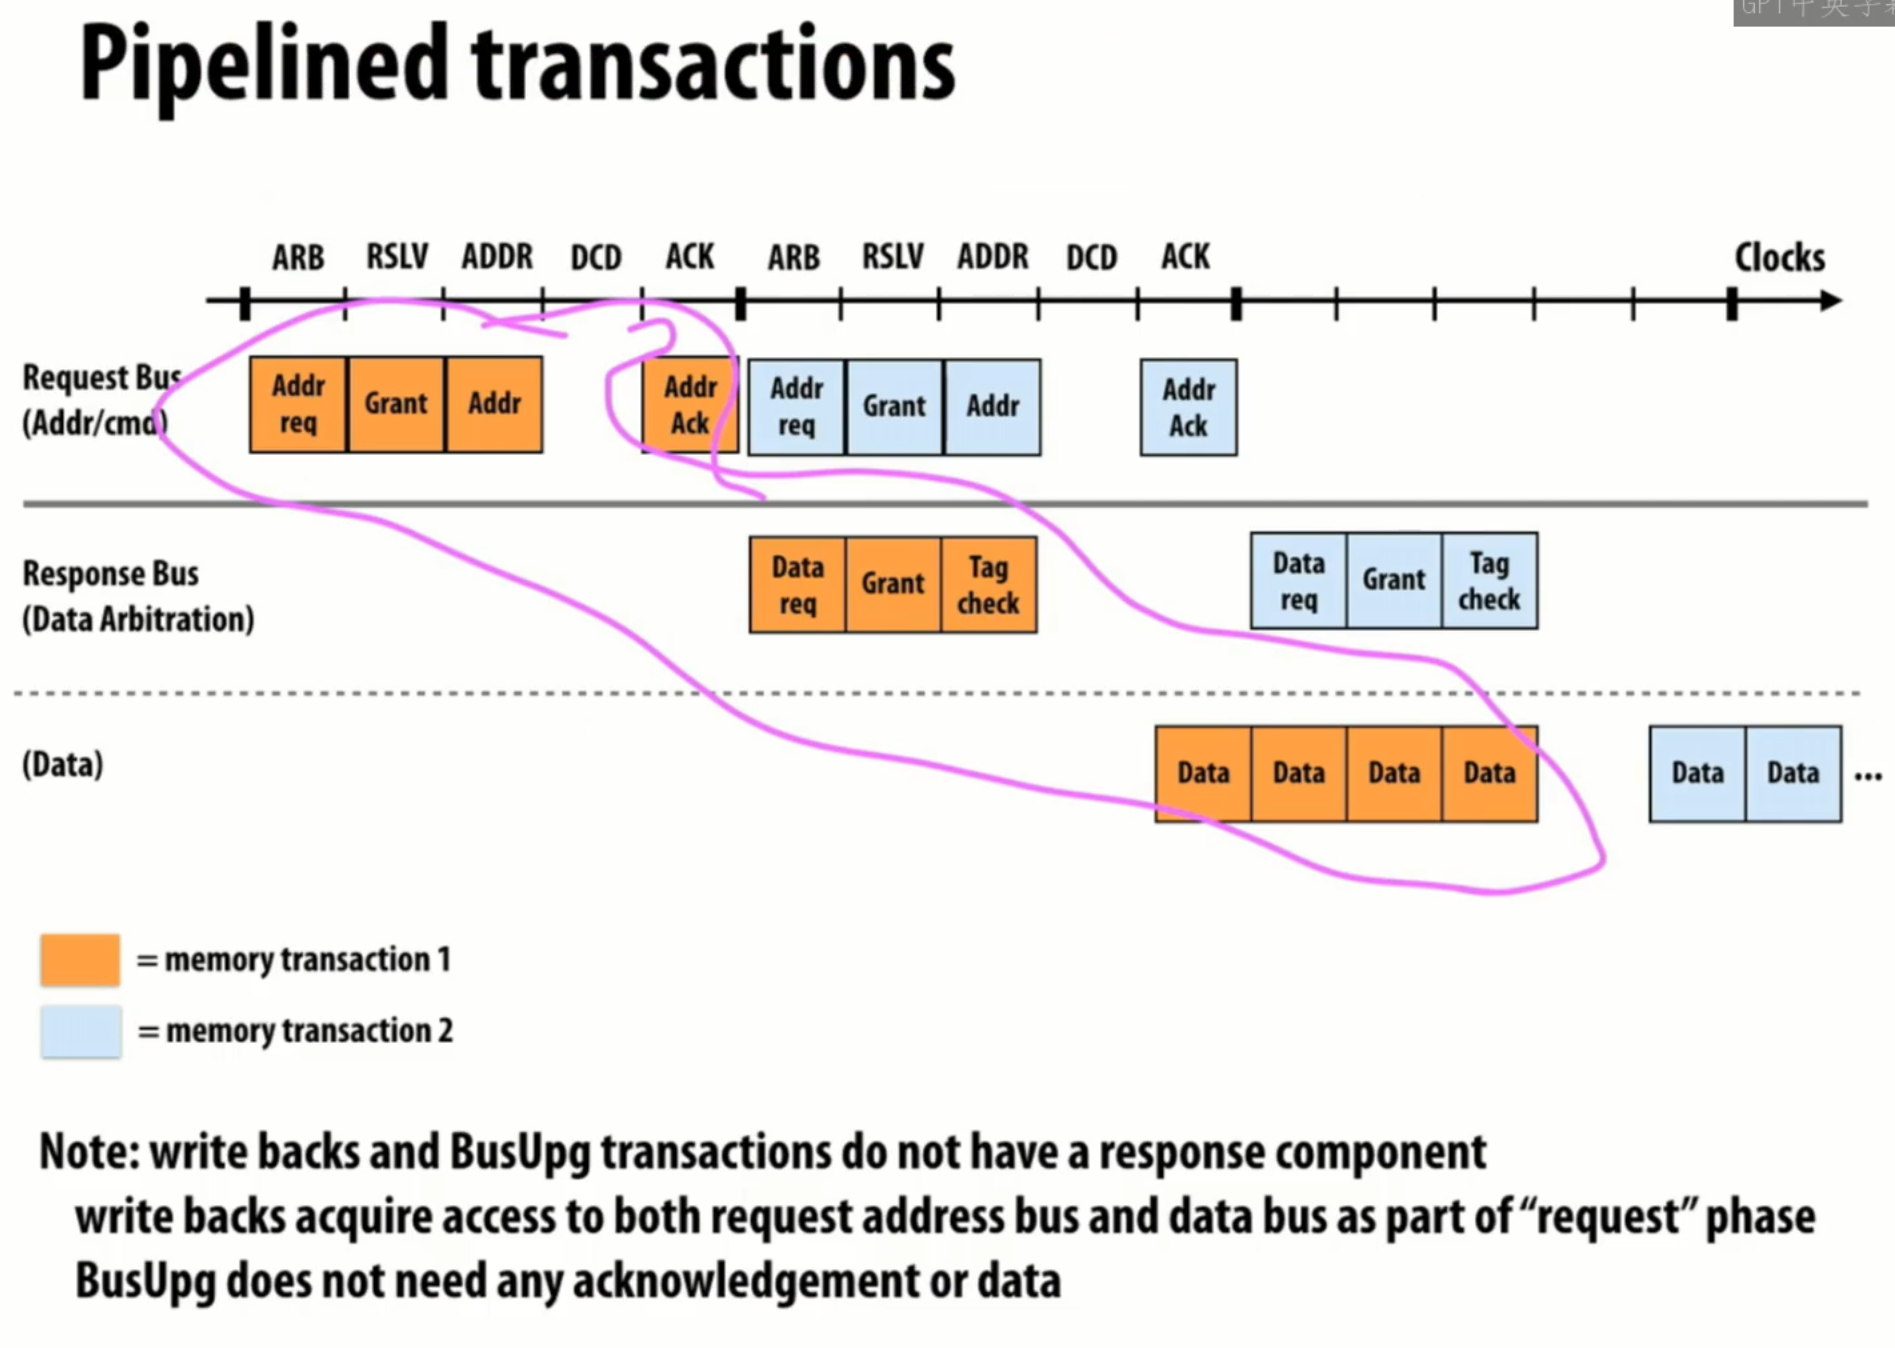 GPT中英字幕
Pipelined transactions
ARB RSLV ADDR DCD ACK ARB RSLV ADDR DCD ACK Clocks
Request Bus
(Addr/cmd)
Addr
req
Grant
Addr
Addr
Ack
Addr
req
Grant
Addr
Addr
Ack
Response Bus
(Data Arbitration)
Data
req
Grant
Tag
check
Data
req
Grant
Tag
check
(Data)
Data Data Data Data Data Data ...
= memory transaction 1
= memory transaction 2
Note: write backs and BusUpg transactions do not have a response component
write backs acquire access to both request address bus and data bus as part of “request” phase
BusUpg does not need any acknowledgement or data